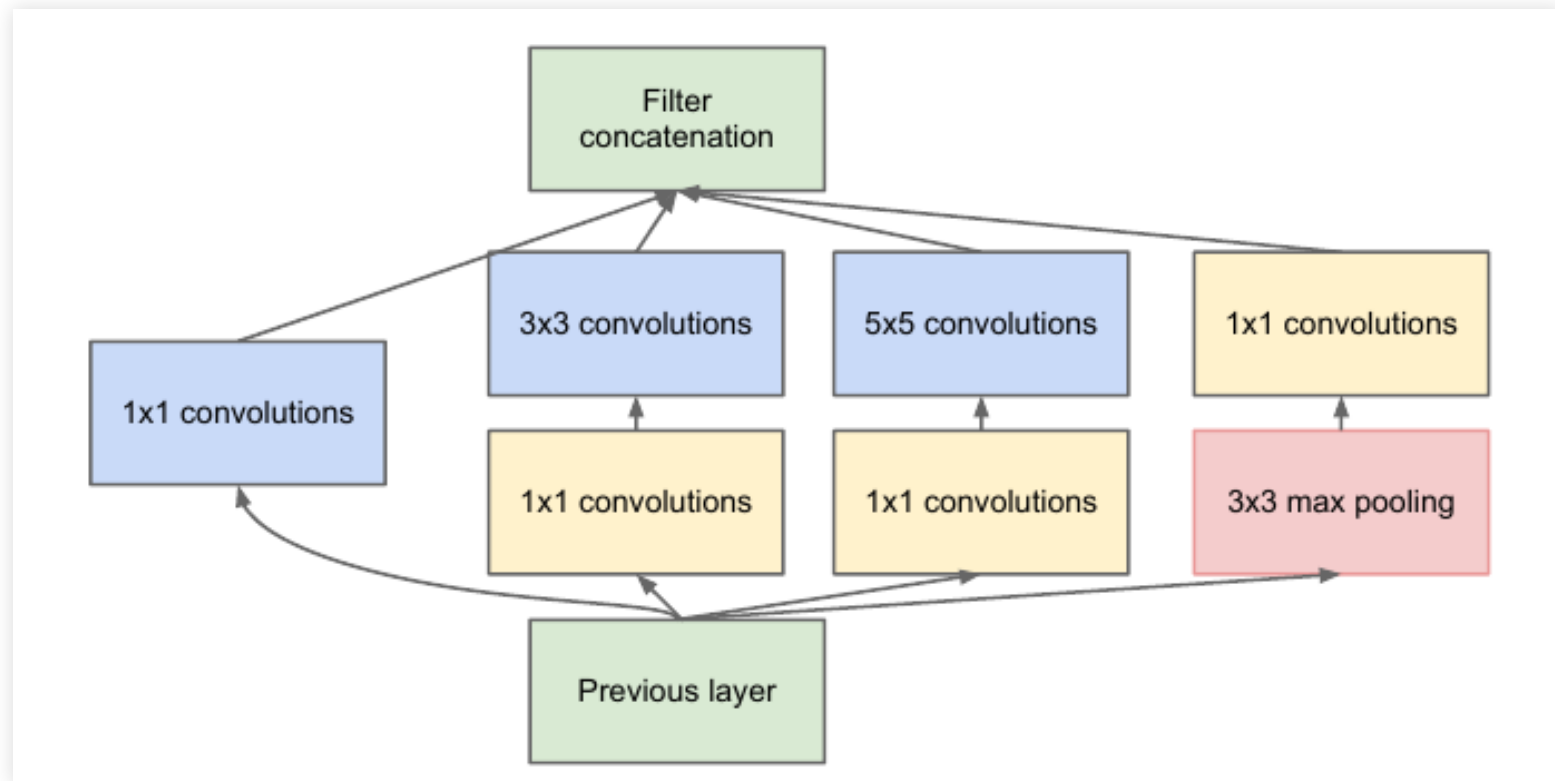 Filter
concatenation
3x3 convolutions
5x5 convolutions
1x1 convolutions
1x1 convolutions
1x1 convolutions
1x1 convolutions
3x3 max pooling
Previous layer